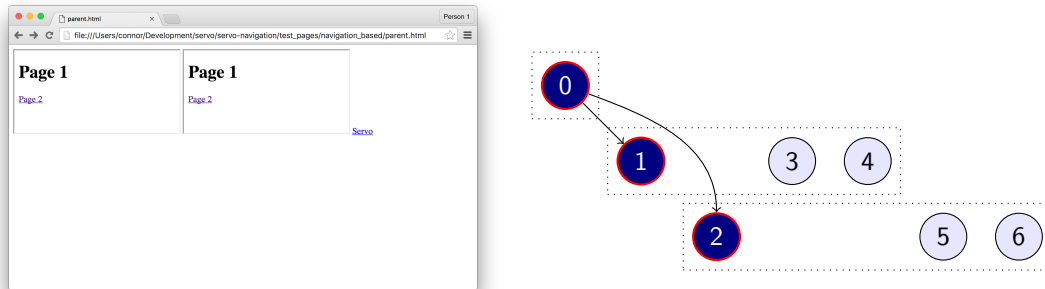 parent.html
Person 1
file:///Users/connor/Development/servo/servo-navigation/test_pages/navigation_based/parent.html
Page 1
Page 1
Page 2
Page 2
Servo
0
1
3
4
2
5
6